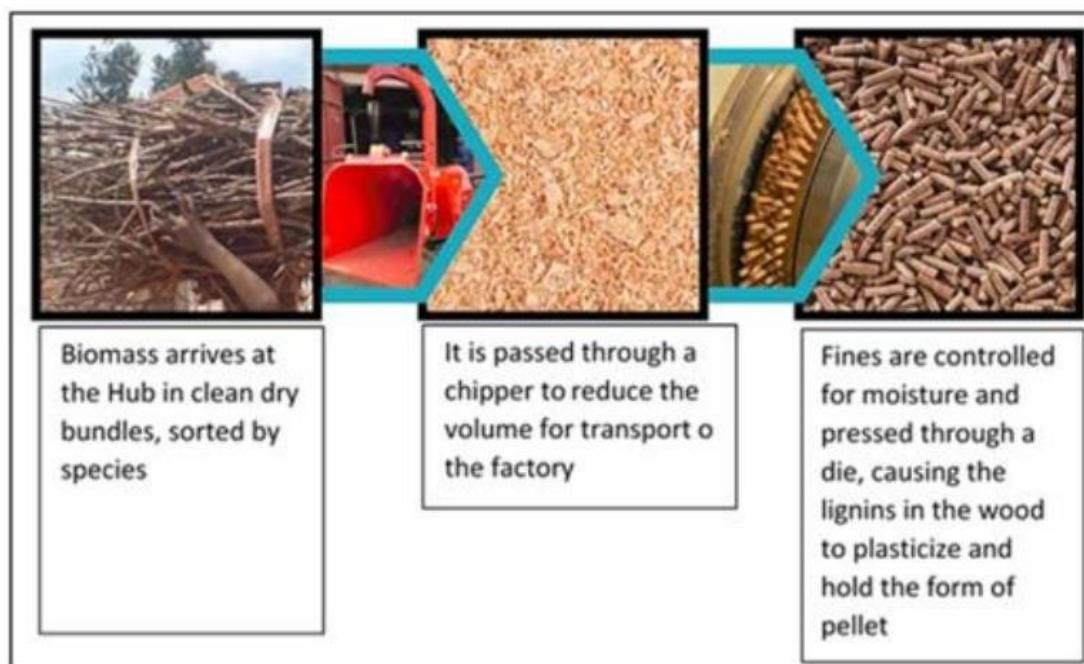 Biomass arrives at
the Hub in clean dry
bundles, sorted by
species
It is passed through a
chipper to reduce the
volume for transport o
the factory
Fines are controlled
for moisture and
pressed through a
die, causing the
lignins in the wood
to plasticize and
hold the form of
pellet